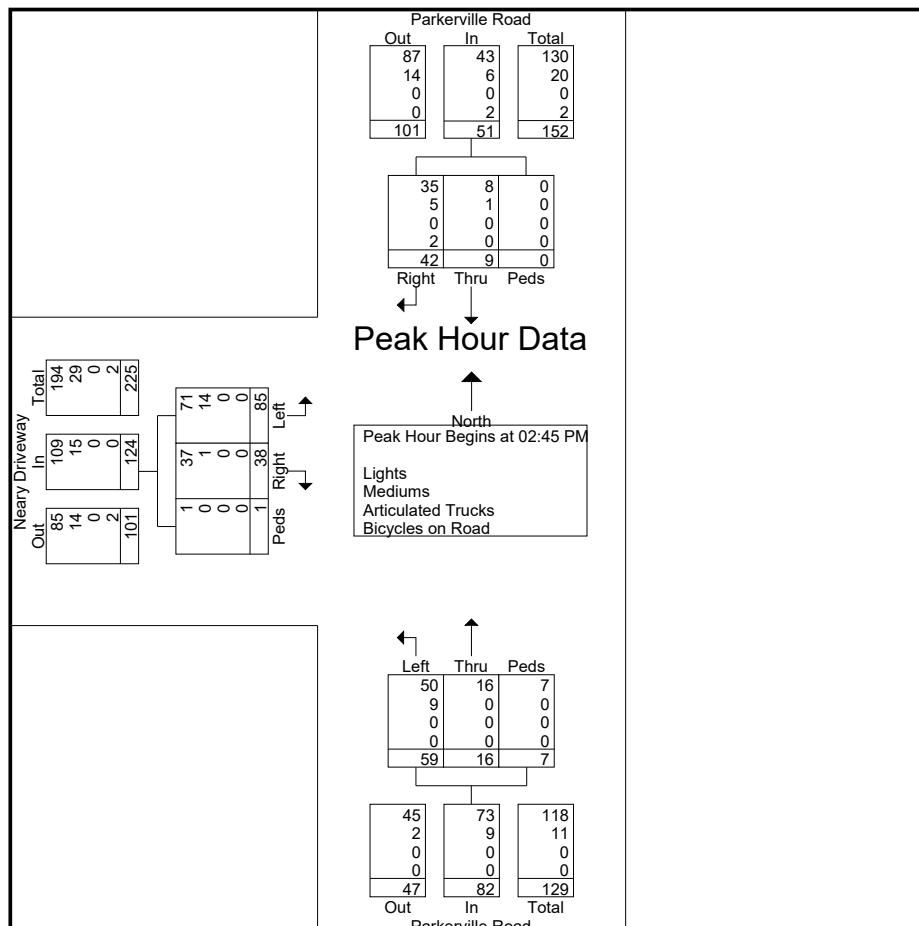 Parkerville Road
Out In Total
87 43 130
14 6 20
0 0 0
0 2 2
101 51 152
35 8 0
5 1 0
0 0 0
2 0 0
42 9 0
Right Thru Peds
Peak Hour Data
Neary Driveway
Total
194
29
0
2
225
In
109
15
0
0
124
Out
85
14
0
2
101
71
14
0
0
85
Left
37
1
0
0
38
Right
1
0
0
0
1
Peds
North
Peak Hour Begins at 02:45 PM
Lights
Mediums
Articulated Trucks
Bicycles on Road
Left Thru Peds
50 16 7
9 0 0
0 0 0
0 0 0
59 16 7
45 73 118
2 9 11
0 0 0
0 0 0
47 82 129
Out In Total
Parkerville Road